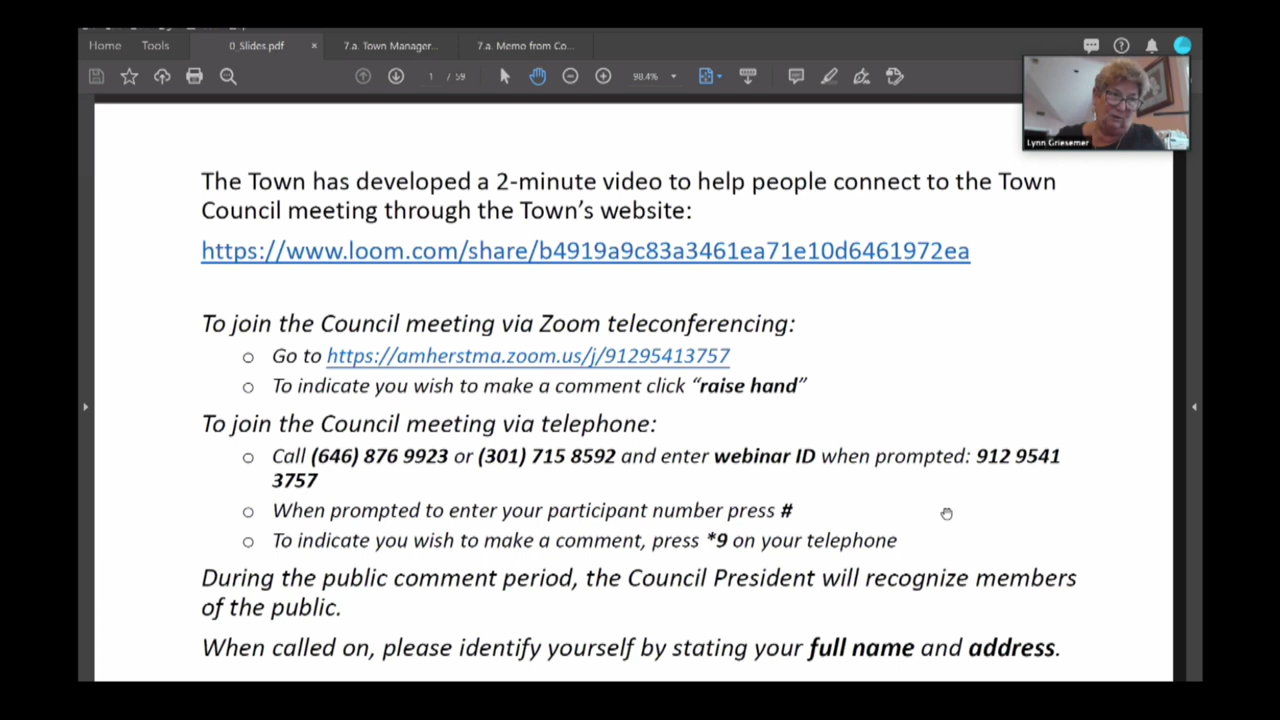 Home Tools 0_Slides.pdf × 7.a. Town Manager... 7.a. Memo from Co...
1 / 59 98.4%
Lynn Griesemer
The Town has developed a 2-minute video to help people connect to the Town
Council meeting through the Town’s website:
https://www.loom.com/share/b4919a9c83a3461ea71e10d6461972ea
To join the Council meeting via Zoom teleconferencing:
o Go to https://amherstma.zoom.us/j/91295413757
o To indicate you wish to make a comment click “raise hand”
To join the Council meeting via telephone:
o Call (646) 876 9923 or (301) 715 8592 and enter webinar ID when prompted: 912 9541
3757
o When prompted to enter your participant number press #
o To indicate you wish to make a comment, press *9 on your telephone
During the public comment period, the Council President will recognize members
of the public.
When called on, please identify yourself by stating your full name and address.